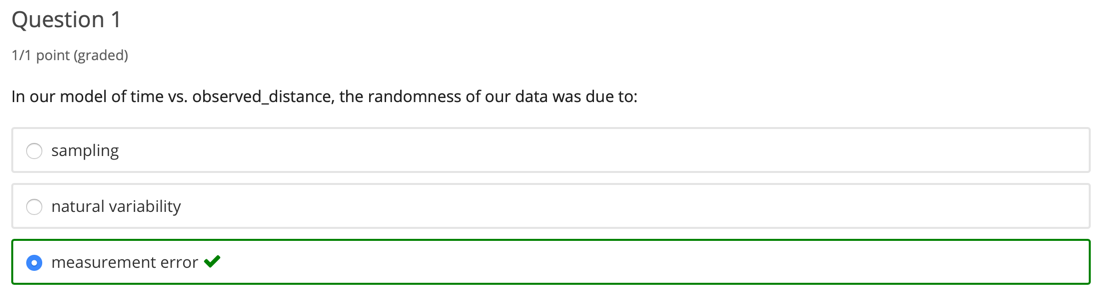 Question 1
1/1 point (graded)
In our model of time vs. observed_distance, the randomness of our data was due to:
sampling
natural variability
measurement error